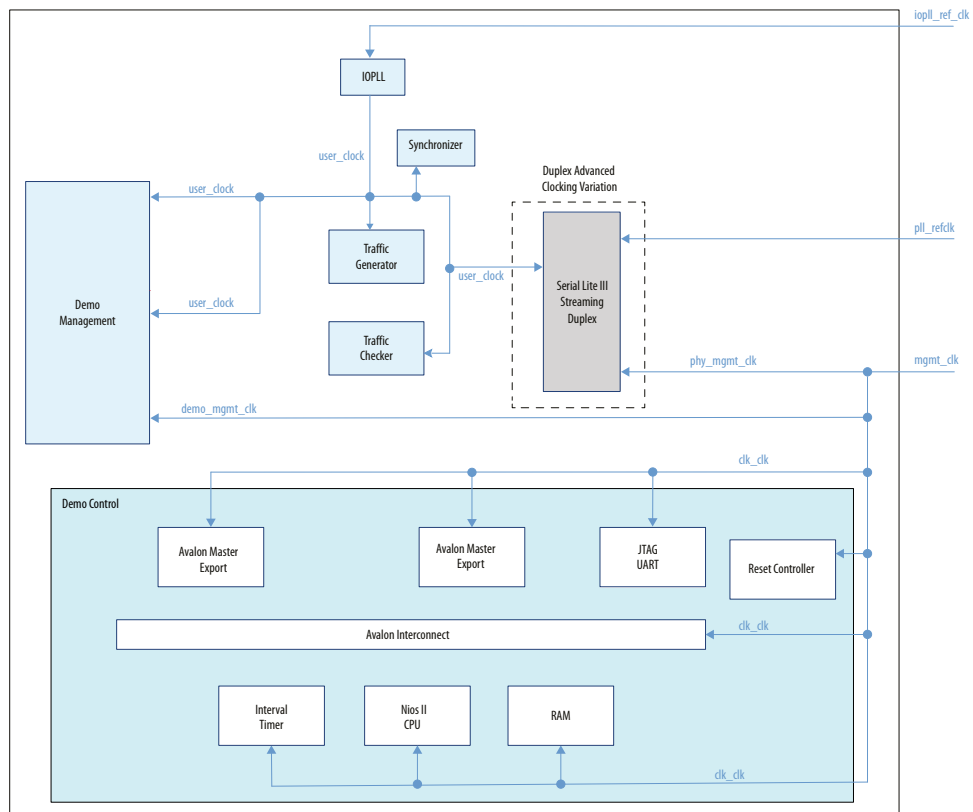 iopll_ref_clk
IOPLL
Synchronizer
user_clock
Duplex Advanced
Clocking Variation
user_clock
pll_refclk
Traffic
Generator
user_clock
Serial Lite III
Streaming
Duplex
Demo
Management
user_clock
Traffic
Checker
phy_mgmt_clk
mgmt_clk
demo_mgmt_clk
clk_clk
Demo Control
Avalon Master
Export
Avalon Master
Export
JTAG
UART
Reset Controller
Avalon Interconnect
clk_clk
Interval
Timer
Nios II
CPU
RAM
clk_clk